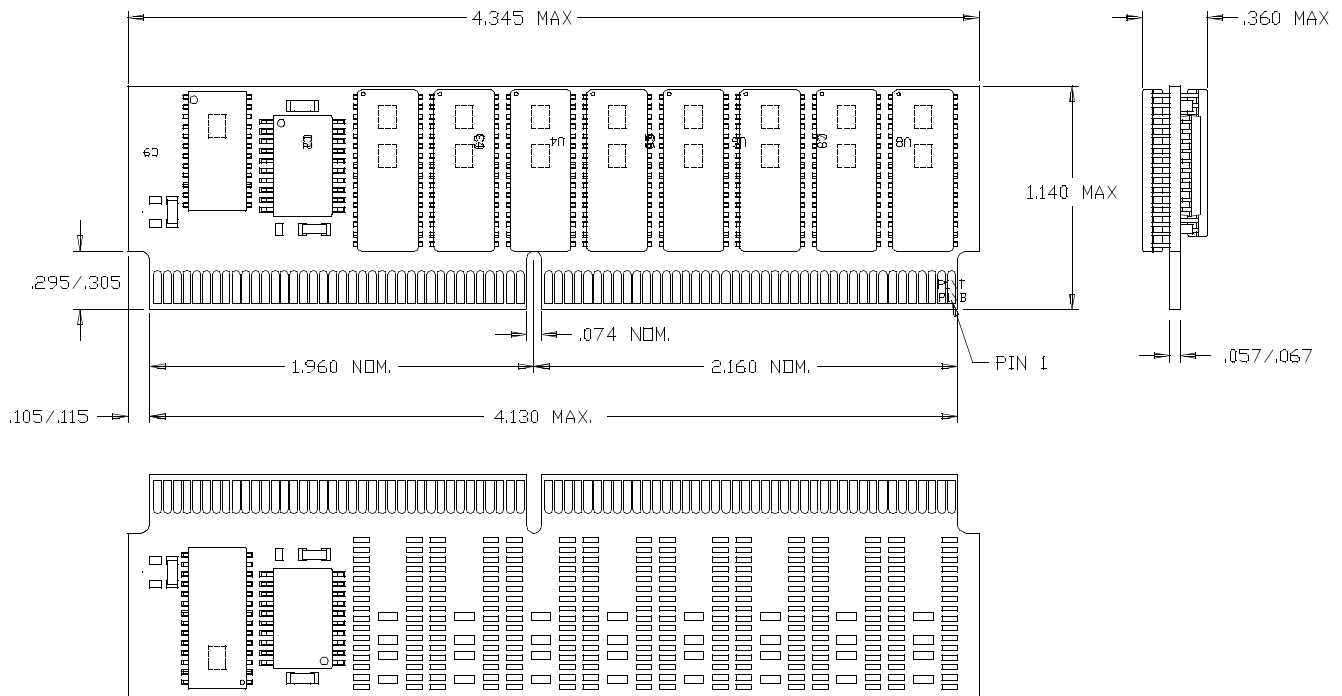 4.345 MAX
.360 MAX
C9
U4
U8
1.140 MAX
.295/.305
.074 NOM.
1.960 NOM.
2.160 NOM.
PIN 1
.057/.067
.105/.115
4.130 MAX.